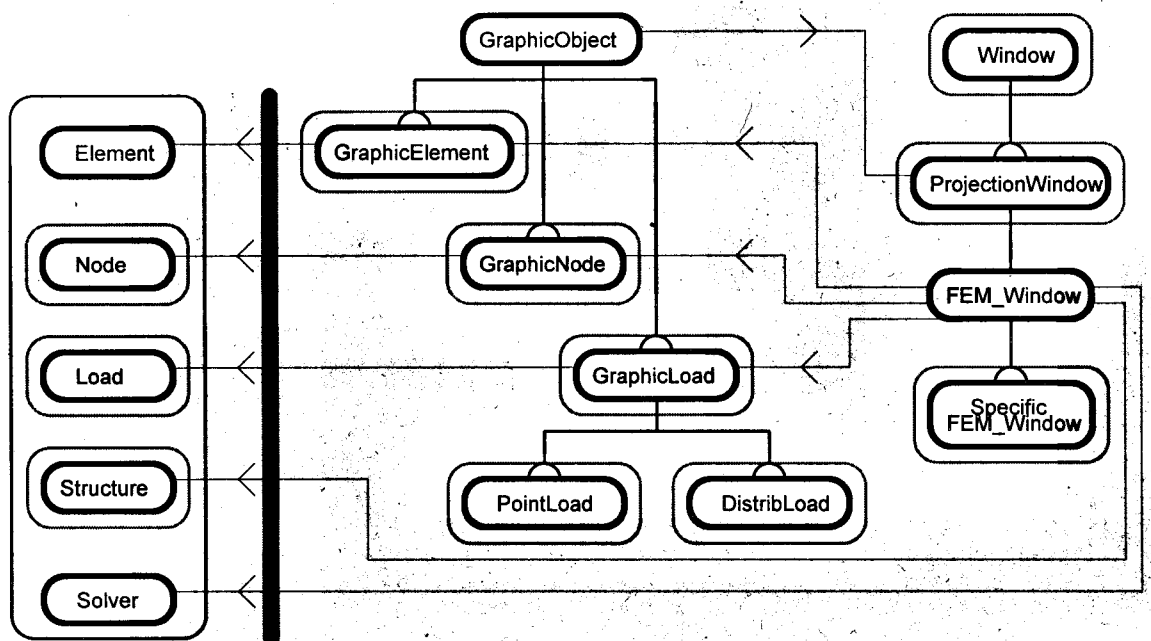 GraphicObject
Window
Element
GraphicElement
ProjectionWindow
Node
GraphicNode
FEM_Window
Load
GraphicLoad
Specific
FEM_Window
Structure
PointLoad
DistribLoad
Solver